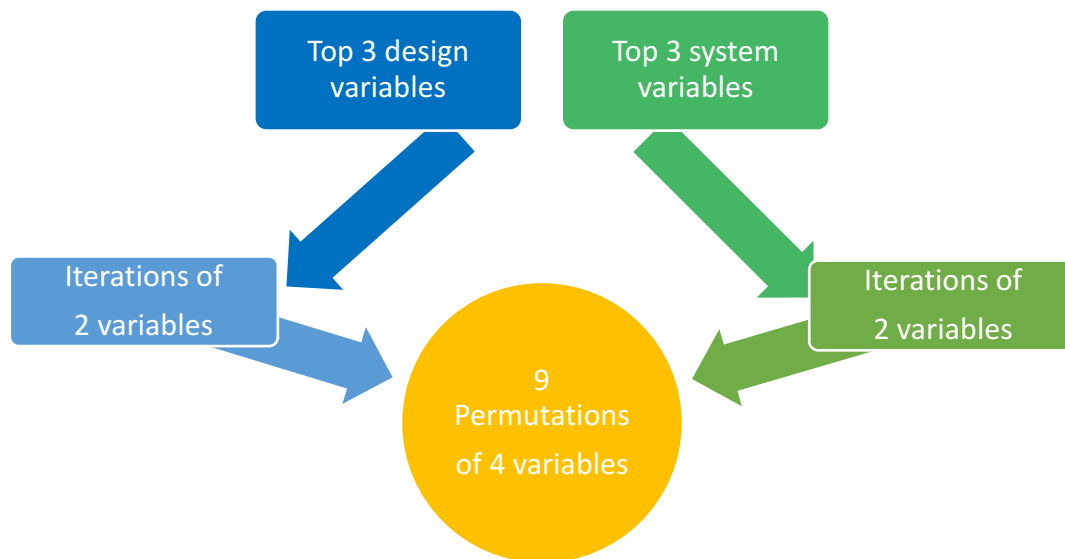 Top 3 design
variables
Top 3 system
variables
Iterations of
2 variables
Iterations of
2 variables
9
Permutations
of 4 variables